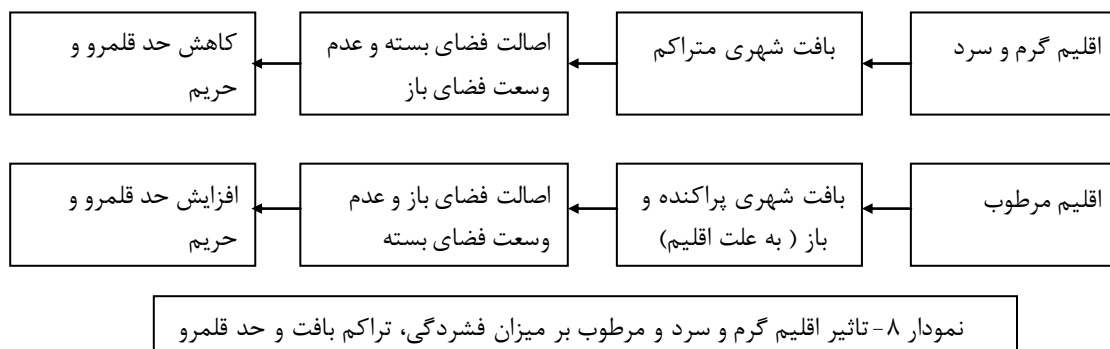 اقلیم گرم و سرد
بافت شهری متراکم
اصالت فضای بسته و عدم
وسعت فضای باز
کاهش حد قلمرو و
حریم
اقلیم مرطوب
بافت شهری پراکنده و
باز ( به علت اقلیم)
اصالت فضای باز و عدم
وسعت فضای بسته
افزایش حد قلمرو و
حریم
نمودار ۸- تاثیر اقلیم گرم و سرد و مرطوب بر میزان فشردگی، تراکم بافت و حد قلمرو